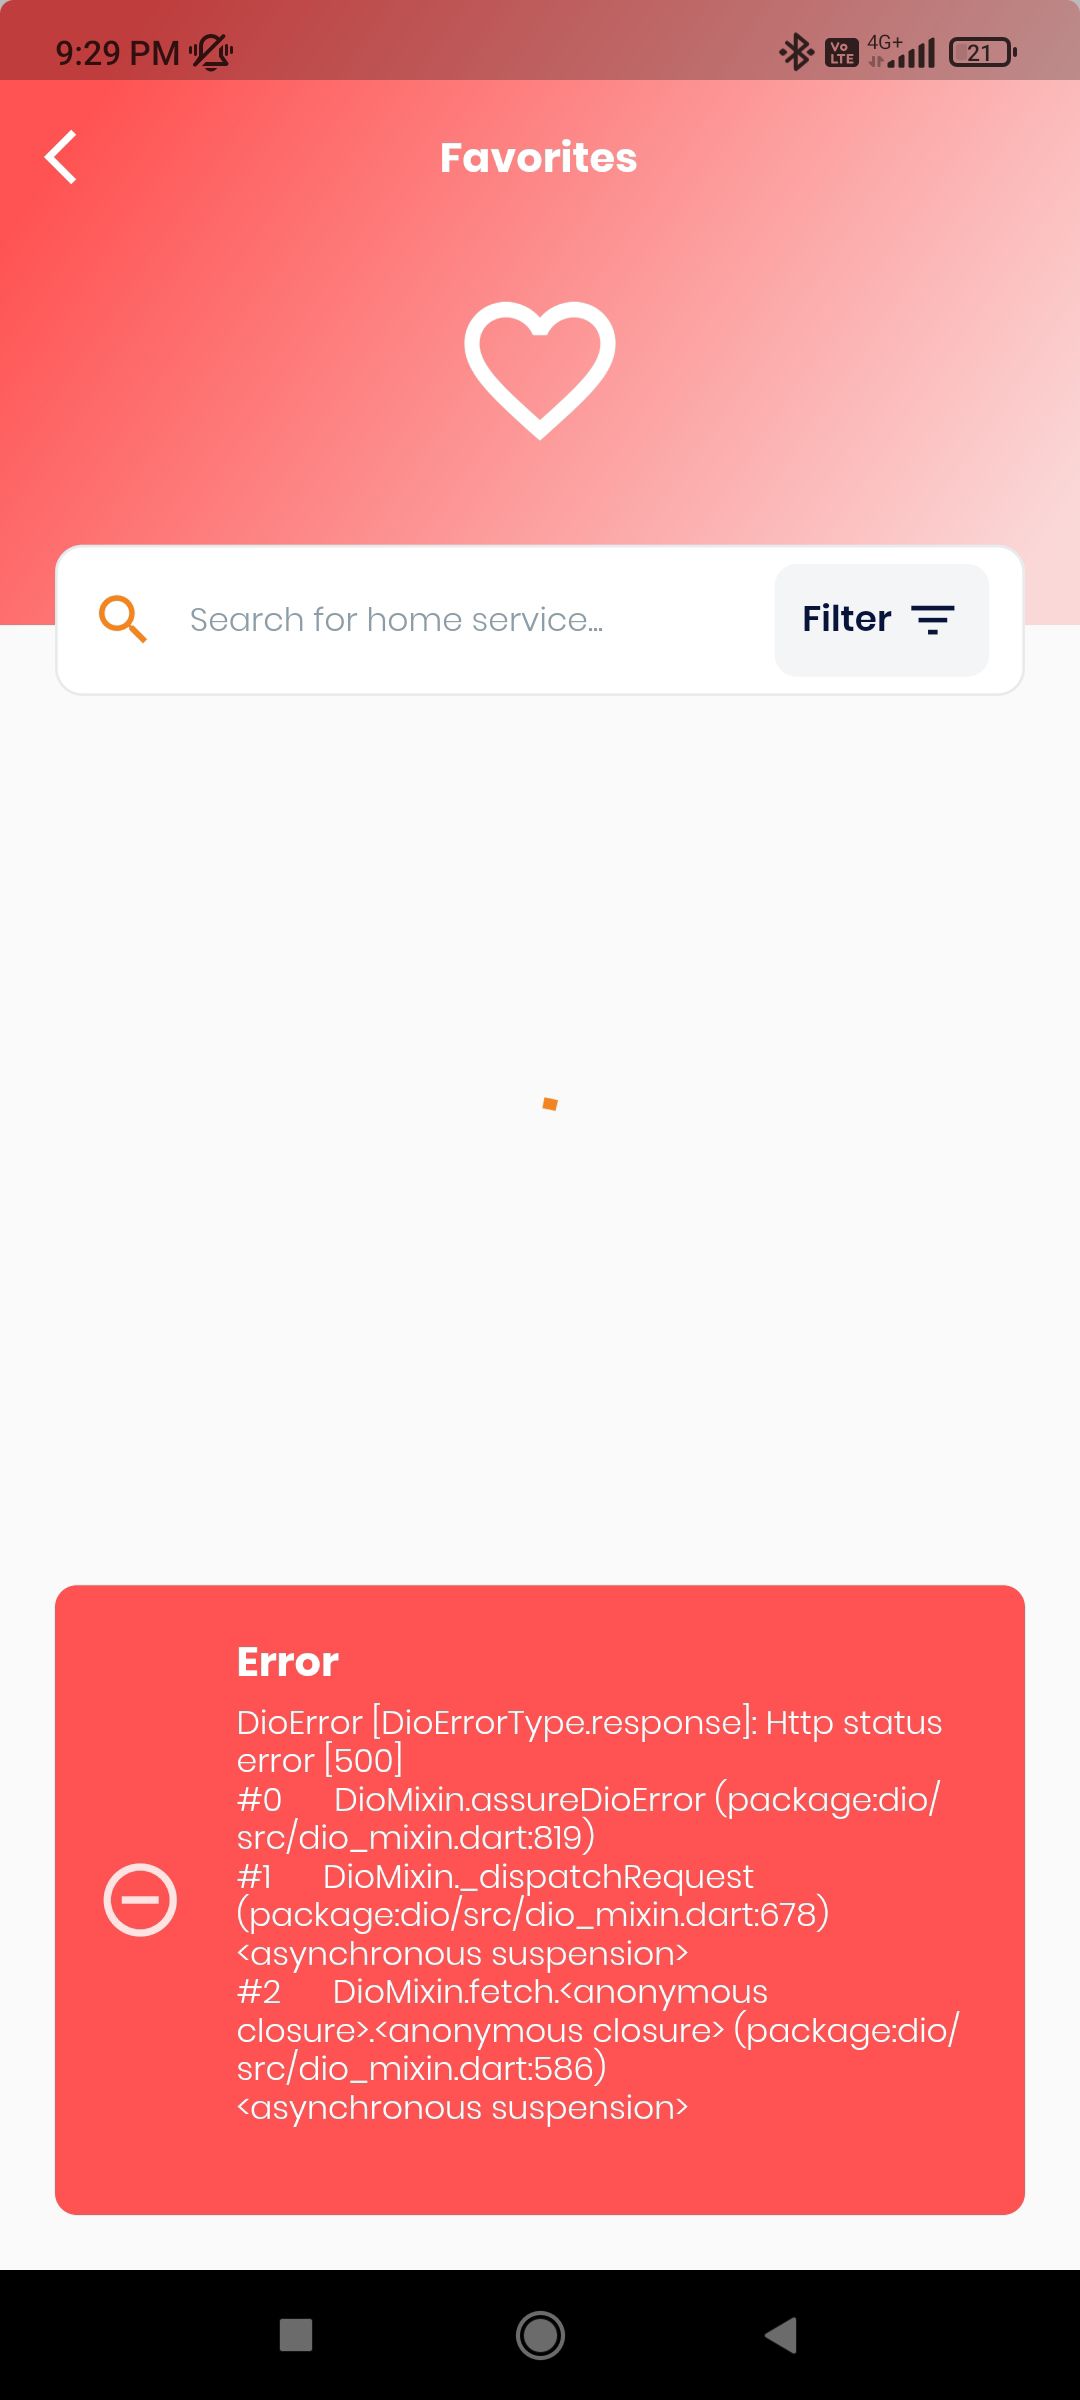 9:29 PM
Vo LTE
4G+
21
Favorites
Search for home service...
Filter
Error
DioError [DioErrorType.response]: Http status
error [500]
#0 DioMixin.assureDioError (package:dio/
src/dio_mixin.dart:819)
#1 DioMixin._dispatchRequest
(package:dio/src/dio_mixin.dart:678)
<asynchronous suspension>
#2 DioMixin.fetch.<anonymous
closure>.<anonymous closure> (package:dio/
src/dio_mixin.dart:586)
<asynchronous suspension>